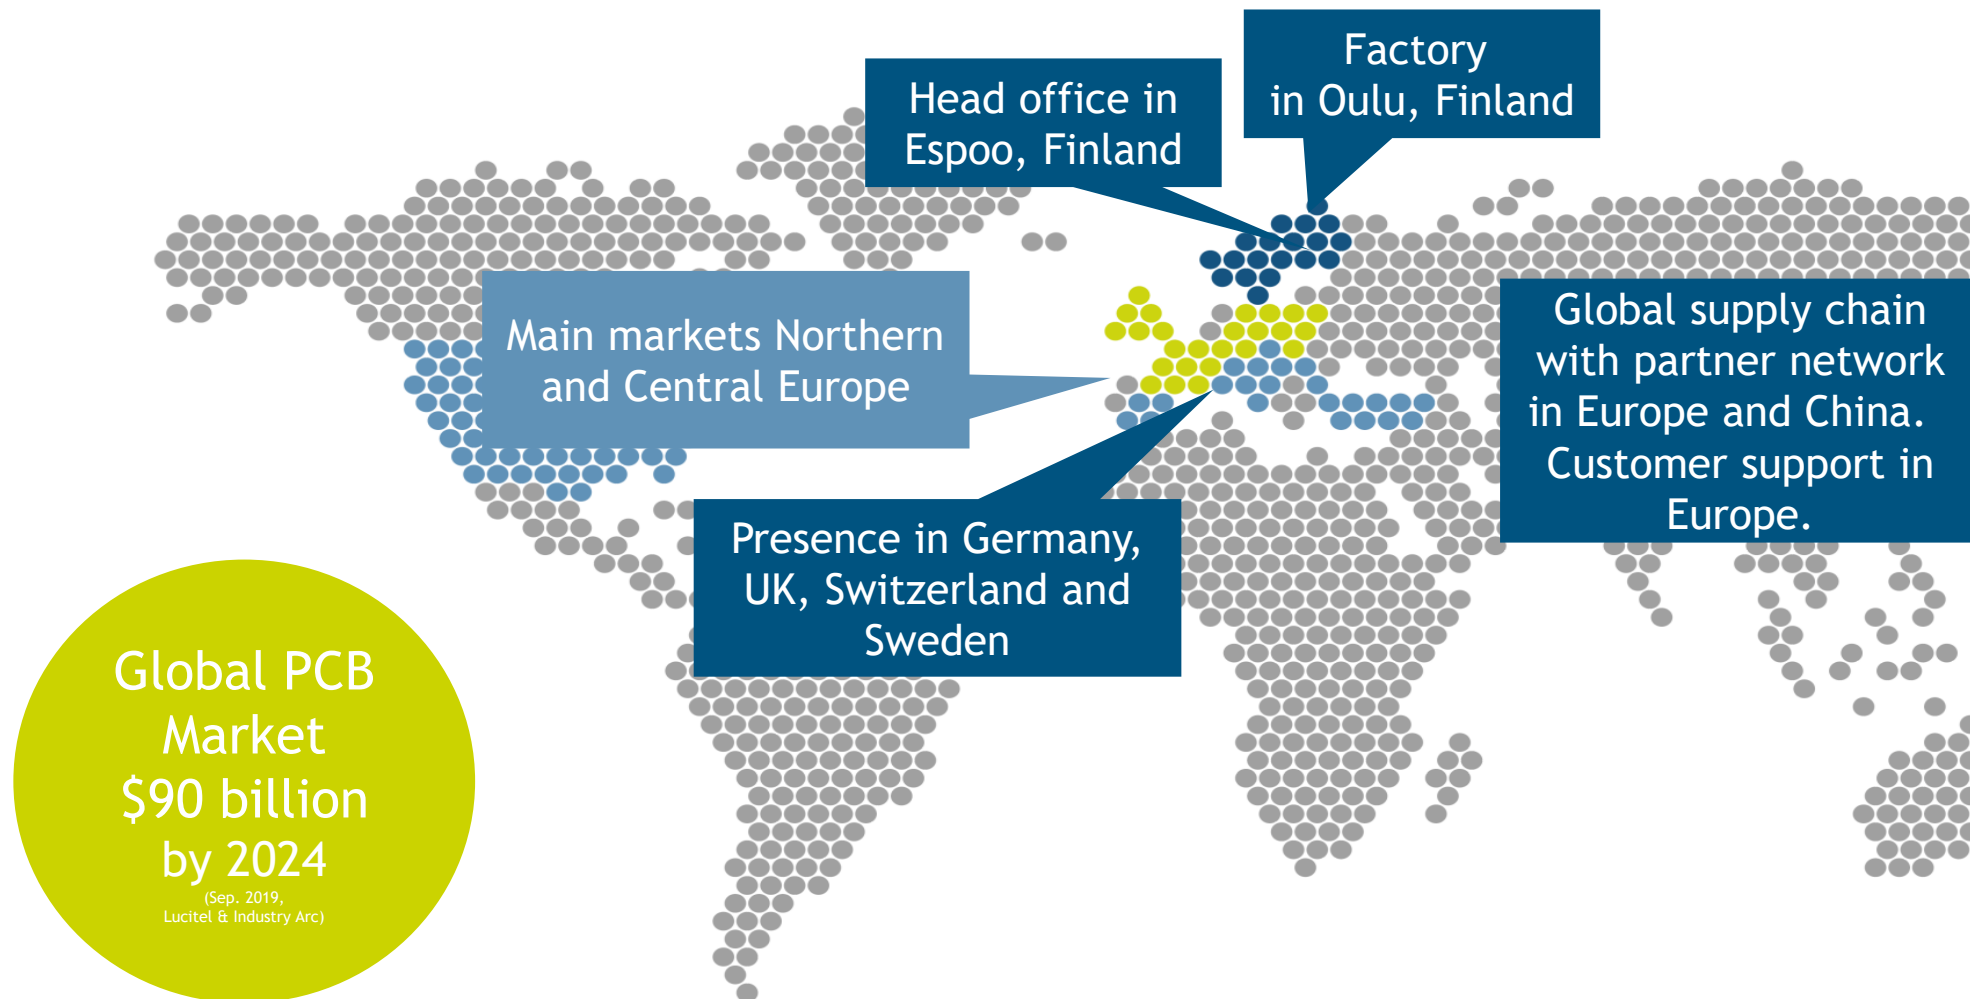 Factory
in Oulu, Finland
Head office in
Espoo, Finland
Main markets Northern
and Central Europe
Global supply chain
with partner network
in Europe and China.
Customer support in
Europe.
Presence in Germany,
UK, Switzerland and
Sweden
Global PCB
Market
$90 billion
by 2024
(Sep. 2019,
Lucitel & Industry Arc)